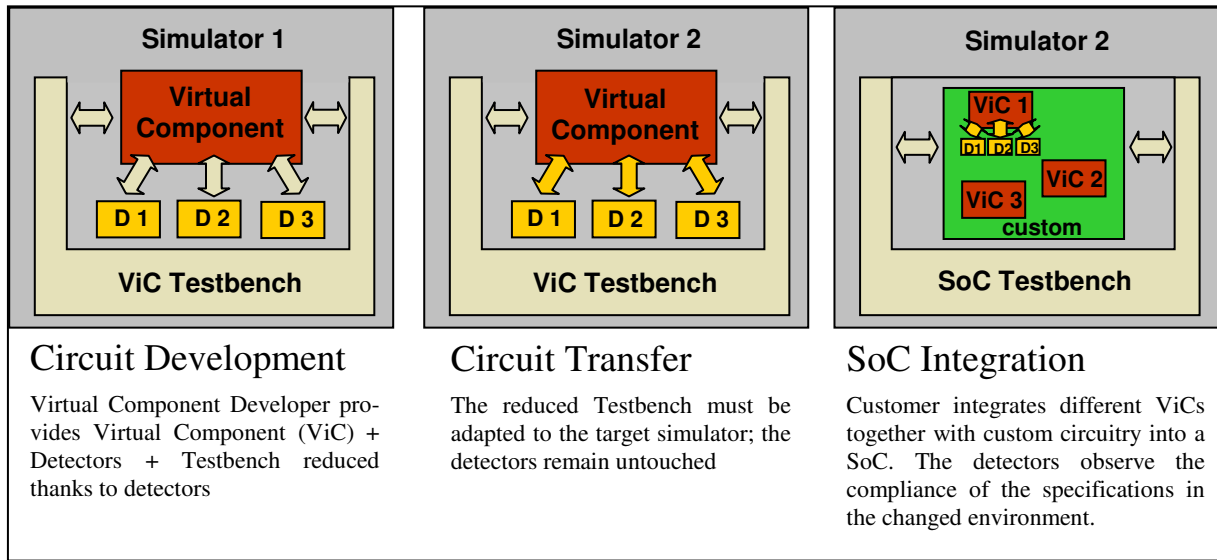 Simulator 1
Virtual
Component
D 1
D 2
D 3
ViC Testbench
Circuit Development
Virtual Component Developer pro-
vides Virtual Component (ViC) +
Detectors + Testbench reduced
thanks to detectors
Simulator 2
Virtual
Component
D 1
D 2
D 3
ViC Testbench
Circuit Transfer
The reduced Testbench must be
adapted to the target simulator; the
detectors remain untouched
Simulator 2
ViC 1
D1
D2
D3
ViC 2
ViC 3
custom
SoC Testbench
SoC Integration
Customer integrates different ViCs
together with custom circuitry into a
SoC. The detectors observe the
compliance of the specifications in
the changed environment.